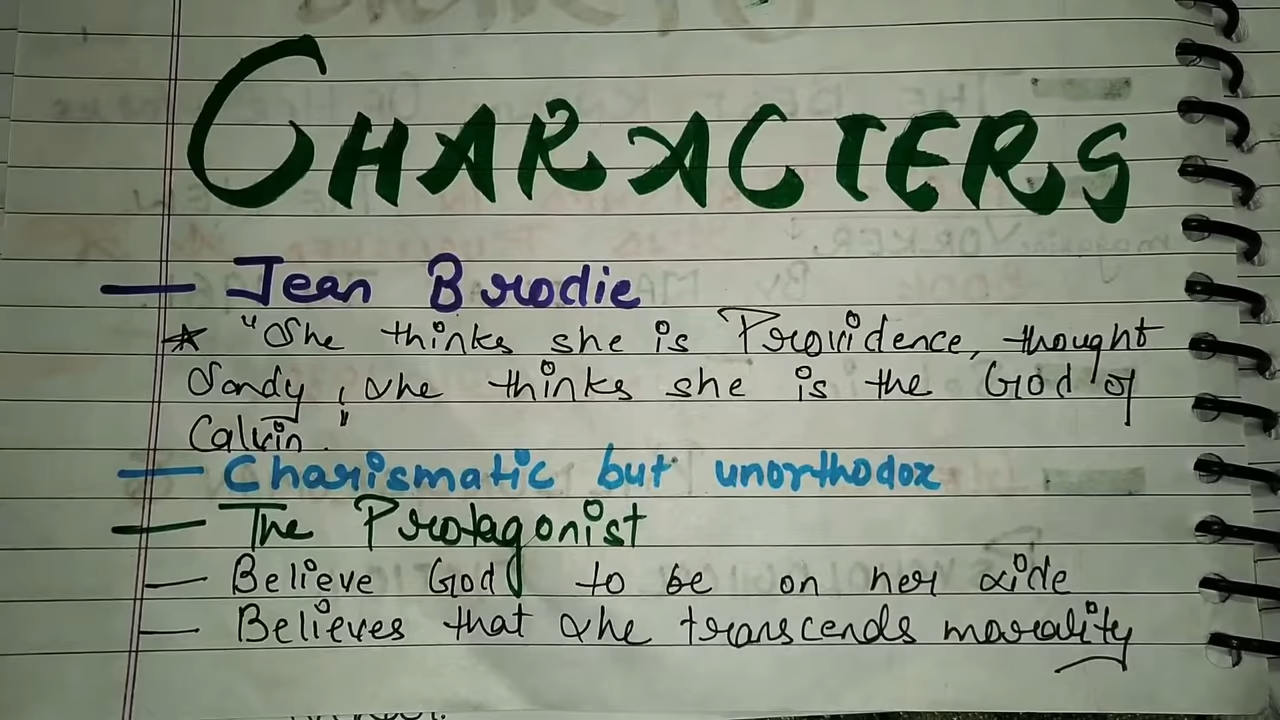 CHARACTERS
— Jean Brodie
* "She thinks she is Providence, thought
Sandy, she thinks she is the God of
Calvin."
— Charismatic but unorthodox
— The Protagonist
— Believe God to be on her side
— Believes that she transcends morality